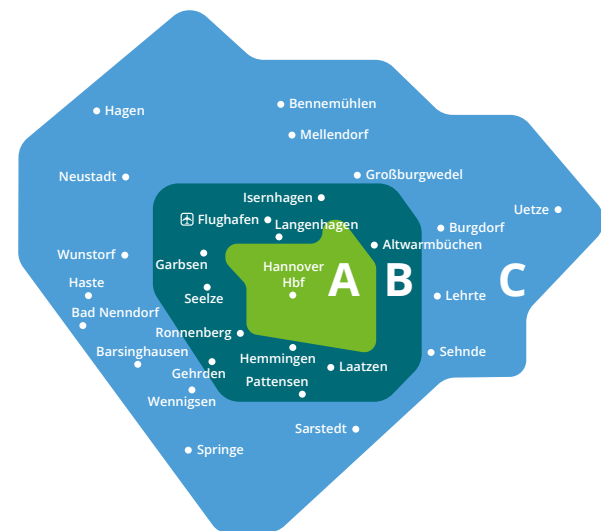 Hagen
Bennemühlen
Mellendorf
Neustadt
Großburgwedel
Isernhagen
Uetze
Flughafen
Langenhagen
Burgdorf
Altwarmbüchen
Wunstorf
Garbsen
Hannover
Hbf
A
B
C
Haste
Seelze
Lehrte
Bad Nenndorf
Ronnenberg
Barsinghausen
Hemmingen
Sehnde
Gehrden
Laatzen
Pattensen
Wennigsen
Sarstedt
Springe